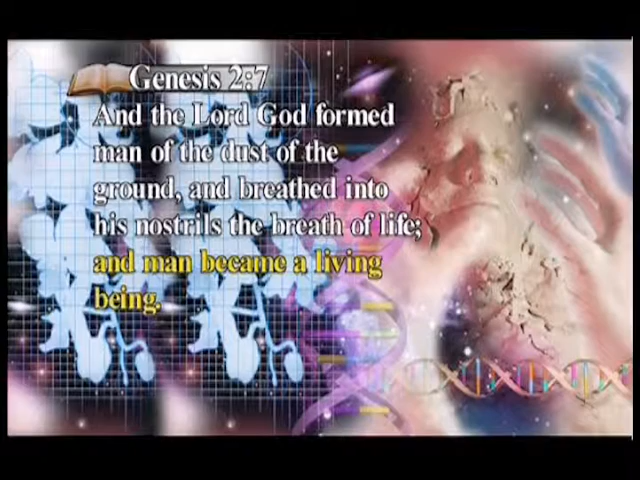 Genesis 2:7
And the Lord God formed
man of the dust of the
ground, and breathed into
his nostrils the breath of life;
and man became a living
being.